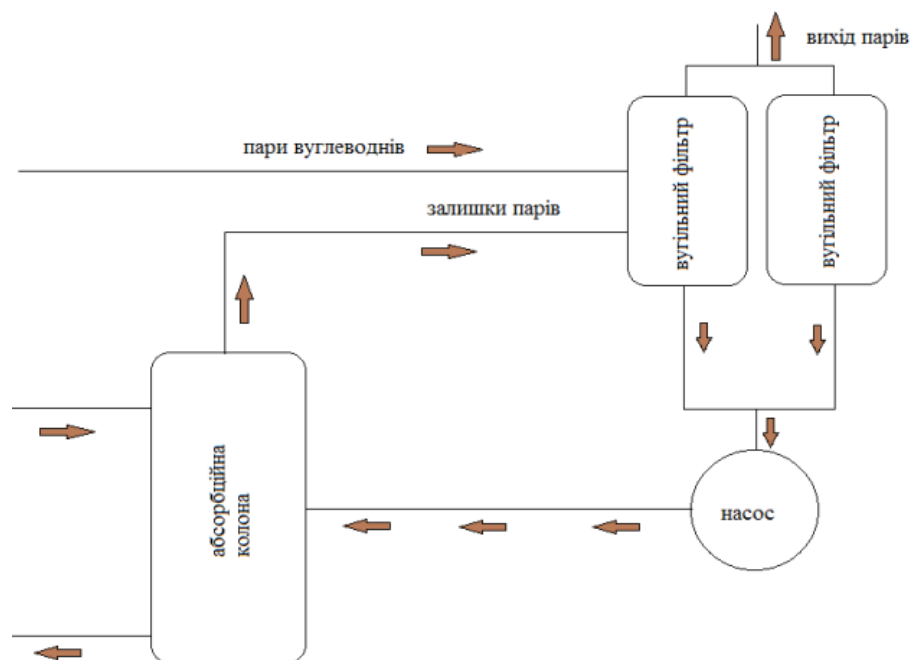 вихід парів
пари вуглеводнів
залишки парів
вугільний фільтр
вугільний фільтр
абсорбційна
колона
насос